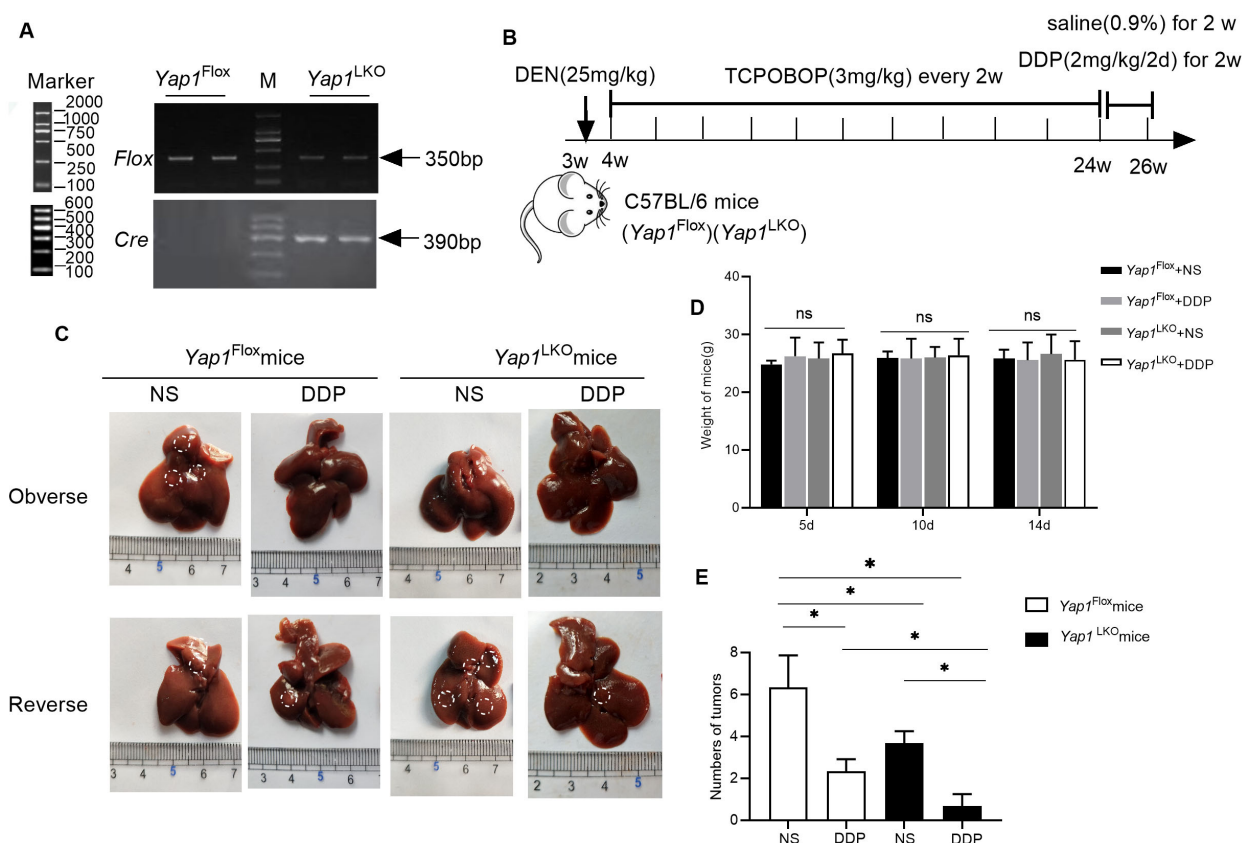 A
Marker
Yap1Flox
M
Yap1LKO
2000
1000
750
500
250
100
Flox
350bp
600
500
400
300
200
100
Cre
390bp
B
saline(0.9%) for 2 w
DEN(25mg/kg)
TCPOBOP(3mg/kg) every 2w
DDP(2mg/kg/2d) for 2w
3w
4w
24w
26w
C57BL/6 mice
(Yap1Flox)(Yap1LKO)
C
Yap1Floxmice
Yap1LKOmice
NS
DDP
NS
DDP
Obverse
4 5 6 7
3 4 5 6 7
4 5 6 7
2 3 4 5
Reverse
3 4 5 6 7
3 4 5 6
4 5 6 7
2 3 4 5
D
Weight of mice(g)
40
30
20
10
0
ns
ns
ns
5d
10d
14d
Yap1Flox+NS
Yap1Flox+DDP
Yap1LKO+NS
Yap1LKO+DDP
E
*
*
*
*
*
Numbers of tumors
8
6
4
2
0
NS
DDP
NS
DDP
Yap1Floxmice
Yap1 LKOmice